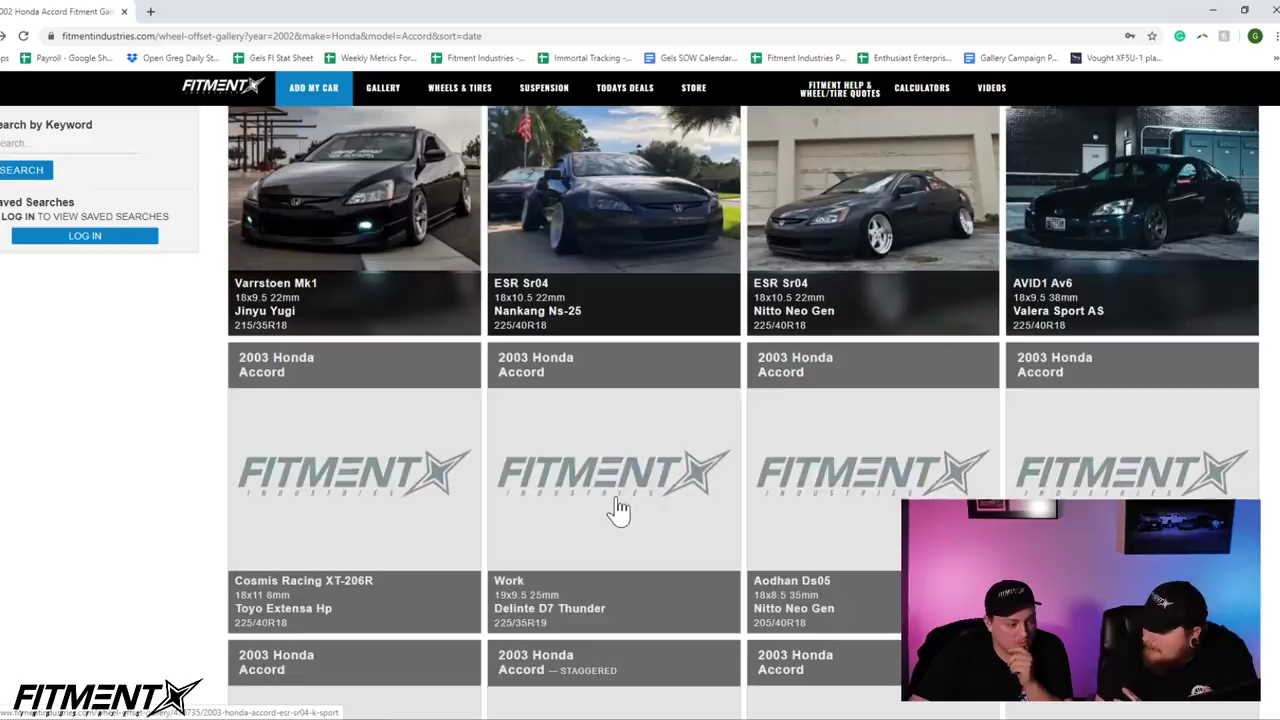 2002 Honda Accord Fitment Gall
fitmentindustries.com/wheel-offset-gallery?year=2002&make=Honda&model=Accord&sort=date
Payroll - Google Sh...
Open Greg Daily St...
Gels FI Stat Sheet
Weekly Metrics For...
Fitment Industries -...
Immortal Tracking -...
Gels SOW Calendar...
Fitment Industries P...
Enthusiast Enterpris...
Gallery Campaign P...
Vought XF5U-1 pla...
FITMENT
INDUSTRIES
ADD MY CAR
GALLERY
WHEELS & TIRES
SUSPENSION
TODAYS DEALS
STORE
FITMENT HELP &
WHEEL/TIRE QUOTES
CALCULATORS
VIDEOS
earch by Keyword
earch...
SEARCH
aved Searches
LOG IN TO VIEW SAVED SEARCHES
LOG IN
Varrstoen Mk1
18x9.5 22mm
Jinyu Yugi
215/35R18
ESR Sr04
18x10.5 22mm
Nankang Ns-25
225/40R18
ESR Sr04
18x10.5 22mm
Nitto Neo Gen
225/40R18
AVID1 Av6
18x9.5 38mm
Valera Sport AS
225/40R18
2003 Honda
Accord
2003 Honda
Accord
2003 Honda
Accord
2003 Honda
Accord
FITMENT
INDUSTRIES
FITMENT
INDUSTRIES
FITMENT
INDUSTRIES
FITMENT
INDUSTRIES
Cosmis Racing XT-206R
18x11 8mm
Toyo Extensa Hp
225/40R18
Work
19x9.5 25mm
Delinte D7 Thunder
225/35R19
Aodhan Ds05
18x8.5 35mm
Nitto Neo Gen
205/40R18
2003 Honda
Accord
2003 Honda
Accord — STAGGERED
2003 Honda
Accord
FITMENT